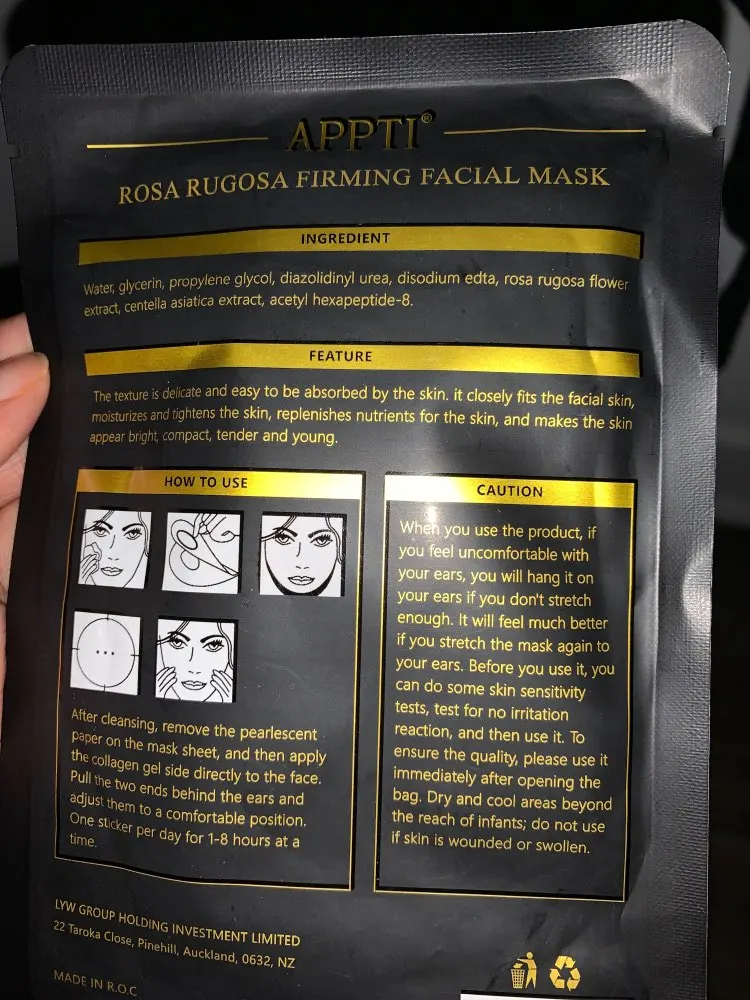 APPTI®
ROSA RUGOSA FIRMING FACIAL MASK
INGREDIENT
Water, glycerin, propylene glycol, diazolidinyl urea, disodium edta, rosa rugosa flower
extract, centella asiatica extract, acetyl hexapeptide-8.
FEATURE
The texture is delicate and easy to be absorbed by the skin. it closely fits the facial skin,
moisturizes and tightens the skin, replenishes nutrients for the skin, and makes the skin
appear bright, compact, tender and young.
HOW TO USE
After cleansing, remove the pearlescent
paper on the mask sheet, and then apply
the collagen gel side directly to the face.
Pull the two ends behind the ears and
adjust them to a comfortable position.
One sticker per day for 1-8 hours at a
time.
CAUTION
When you use the product, if
you feel uncomfortable with
your ears, you will hang it on
your ears if you don't stretch
enough. It will feel much better
if you stretch the mask again to
your ears. Before you use it, you
can do some skin sensitivity
tests, test for no irritation
reaction, and then use it. To
ensure the quality, please use it
immediately after opening the
bag. Dry and cool areas beyond
the reach of infants; do not use
if skin is wounded or swollen.
LYW GROUP HOLDING INVESTMENT LIMITED
22 Taroka Close, Pinehill, Auckland, 0632, NZ
MADE IN R.O.C